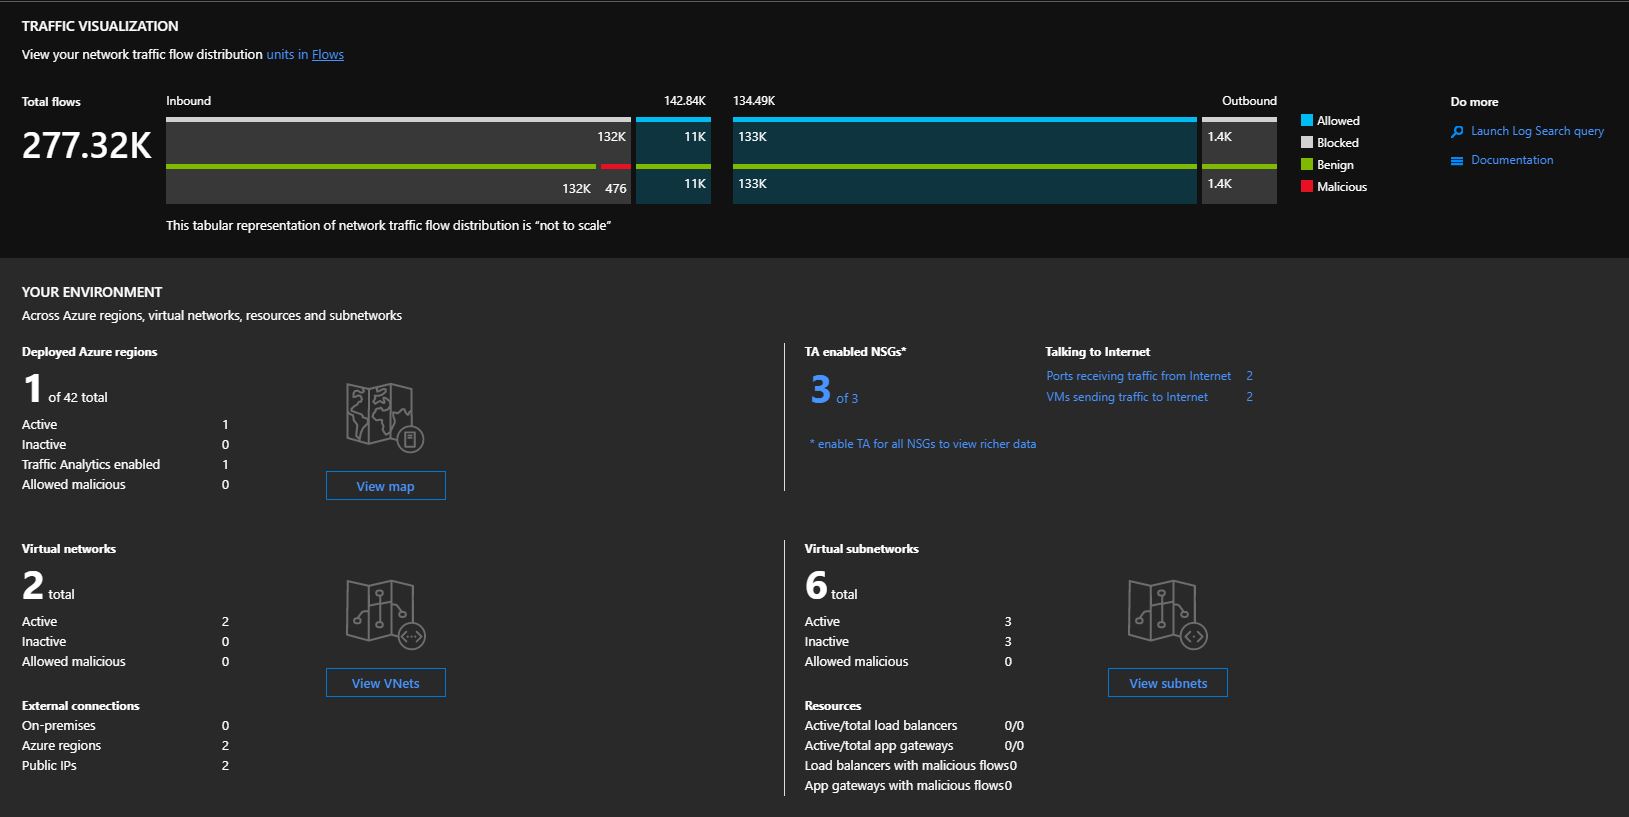 TRAFFIC VISUALIZATION
View your network traffic flow distribution units in Flows
Total flows
277.32K
Inbound 142.84K 134.49K Outbound
132K 11K 133K 1.4K
132K 476 11K 133K 1.4K
This tabular representation of network traffic flow distribution is “not to scale”
Allowed
Blocked
Benign
Malicious
Do more
Launch Log Search query
Documentation
YOUR ENVIRONMENT
Across Azure regions, virtual networks, resources and subnetworks
Deployed Azure regions
1 of 42 total
Active 1
Inactive 0
Traffic Analytics enabled 1
Allowed malicious 0
View map
TA enabled NSGs*
3 of 3
* enable TA for all NSGs to view richer data
Talking to Internet
Ports receiving traffic from Internet 2
VMs sending traffic to Internet 2
Virtual networks
2 total
Active 2
Inactive 0
Allowed malicious 0
View VNets
External connections
On-premises 0
Azure regions 2
Public IPs 2
Virtual subnetworks
6 total
Active 3
Inactive 3
Allowed malicious 0
View subnets
Resources
Active/total load balancers 0/0
Active/total app gateways 0/0
Load balancers with malicious flows0
App gateways with malicious flows0